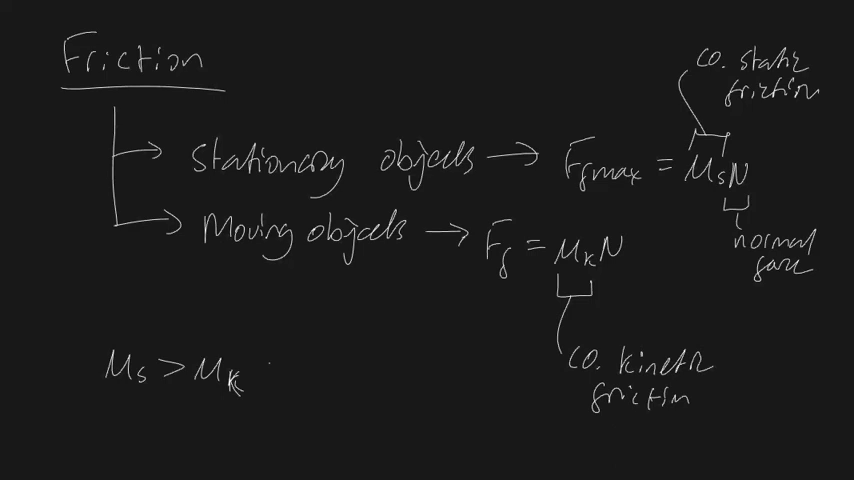 Friction
co. static
friction
Stationary objects → Ffmax = μsN
normal
force
Moving objects → Ff = μkN
co. kinetic
friction
μs > μk